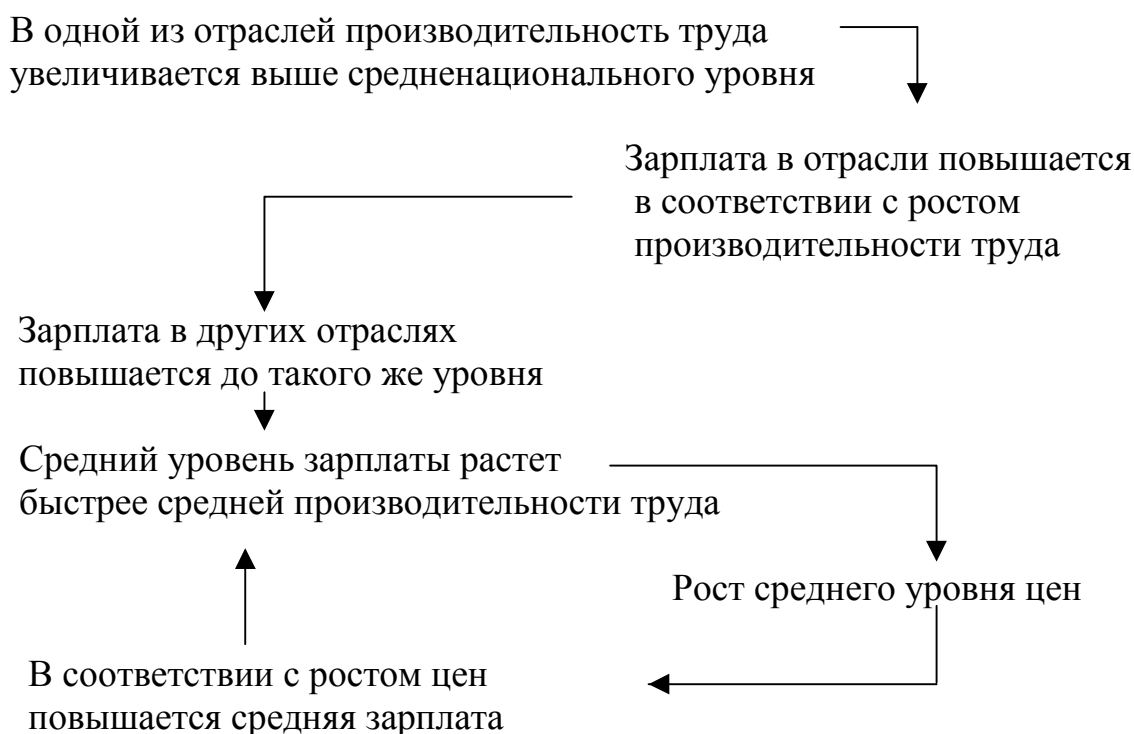 В одной из отраслей производительность труда
увеличивается выше средненационального уровня
Зарплата в отрасли повышается
в соответствии с ростом
производительности труда
Зарплата в других отраслях
повышается до такого же уровня
Средний уровень зарплаты растет
быстрее средней производительности труда
Рост среднего уровня цен
В соответствии с ростом цен
повышается средняя зарплата